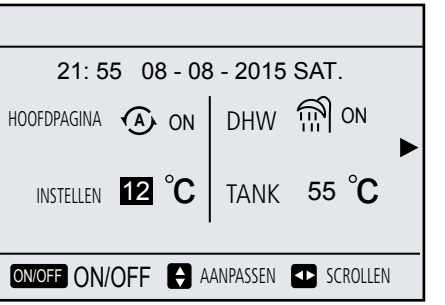 21: 55 08 - 08 - 2015 SAT.
HOOFDPAGINA A ON DHW ON
INSTELLEN 12 °C TANK 55 °C
ON/OFF ON/OFF AANPASSEN SCROLLEN